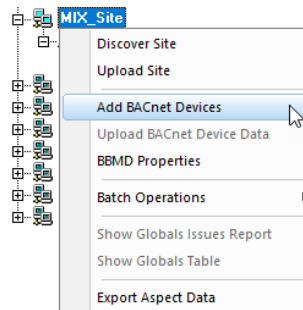 MIX_Site
Discover Site
Upload Site
Add BACnet Devices
Upload BACnet Device Data
BBMD Properties
Batch Operations
Show Globals Issues Report
Show Globals Table
Export Aspect Data